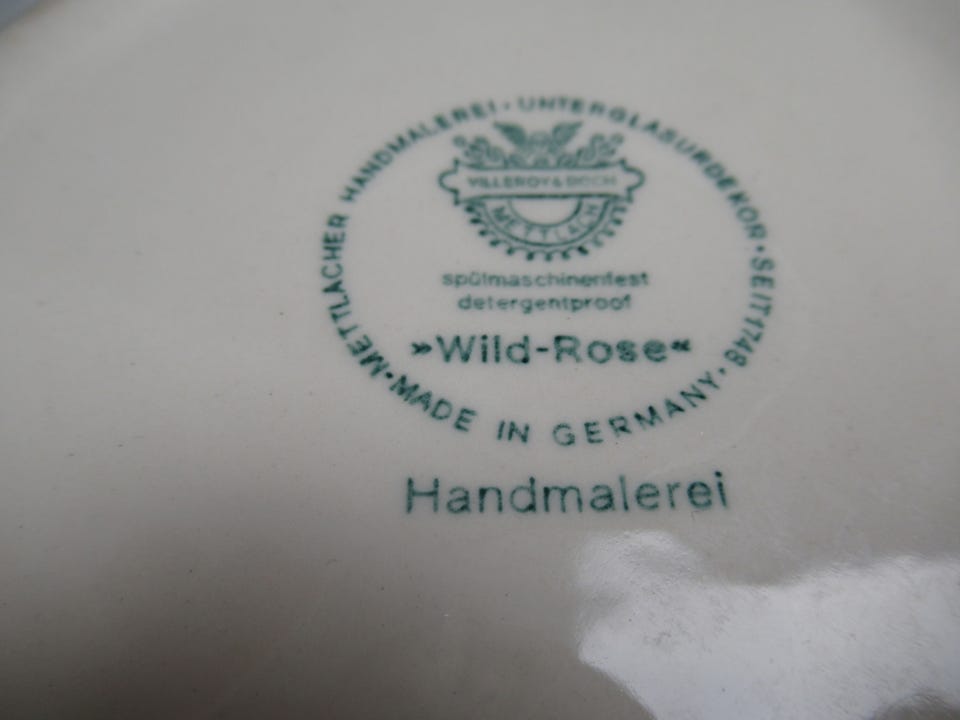 METTLACHER HANDMALEREI · UNTERGLASURDEKOR · SEIT 1748 ·
VILLEROY & BOCH
METTLACH
spülmaschinenfest
detergentproof
»Wild-Rose«
MADE IN GERMANY
Handmalerei